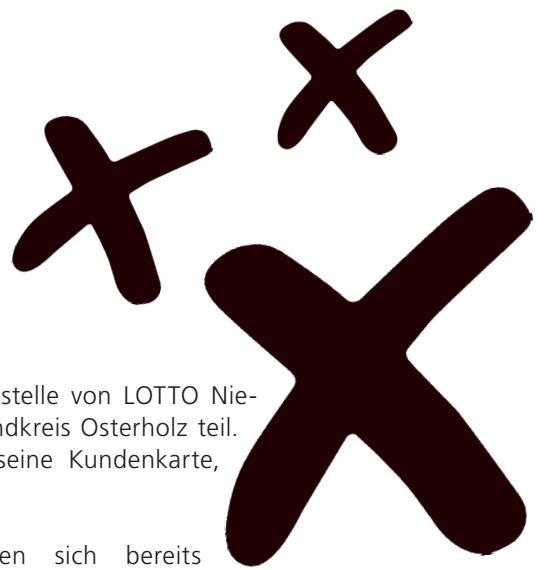 stelle von LOTTO Nie-
ndkreis Osterholz teil.
seine Kundenkarte,
en sich bereits